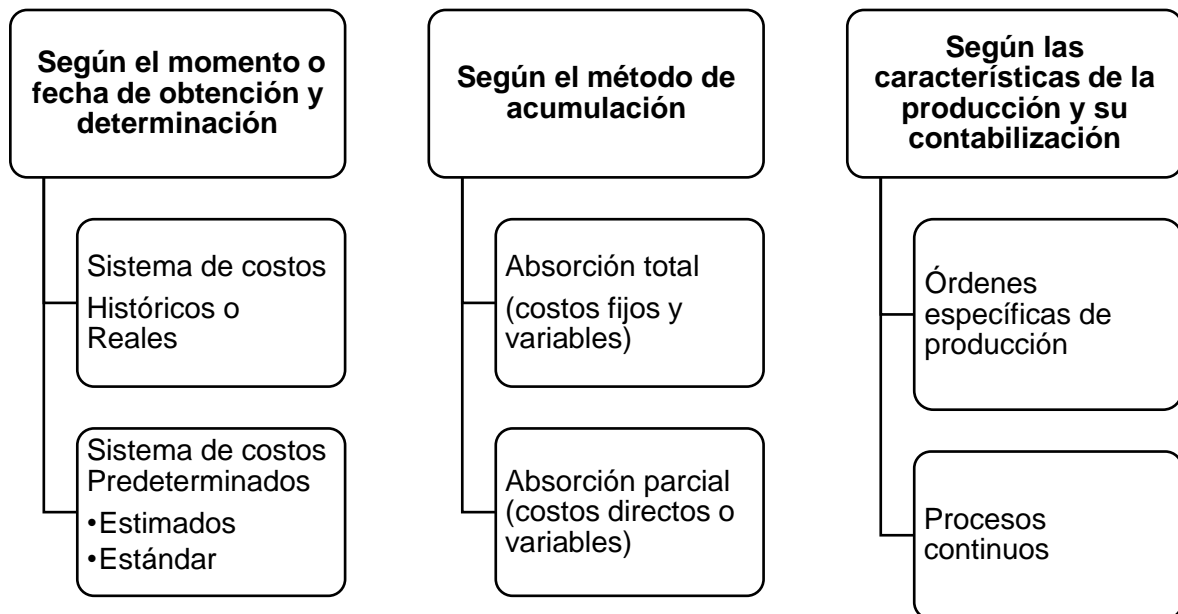 Según el momento o
fecha de obtención y
determinación
Sistema de costos
Históricos o
Reales
Sistema de costos
Predeterminados
•Estimados
•Estándar
Según el método de
acumulación
Absorción total
(costos fijos y
variables)
Absorción parcial
(costos directos o
variables)
Según las
características de la
producción y su
contabilización
Órdenes
específicas de
producción
Procesos
continuos